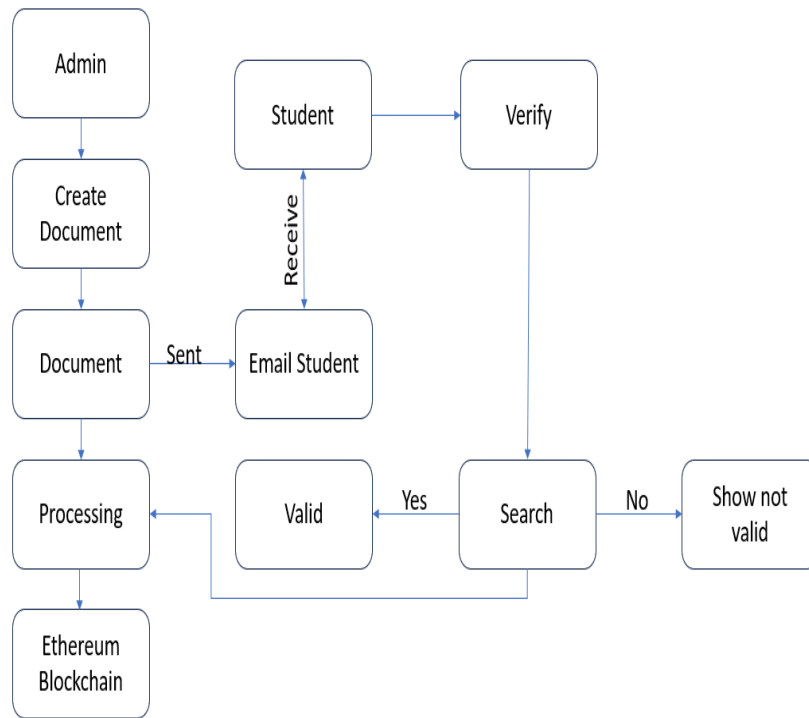 Admin
Student
Verify
Create
Document
Receive
Document
Sent
Email Student
Processing
Valid
Yes
Search
No
Show not
valid
Ethereum
Blockchain